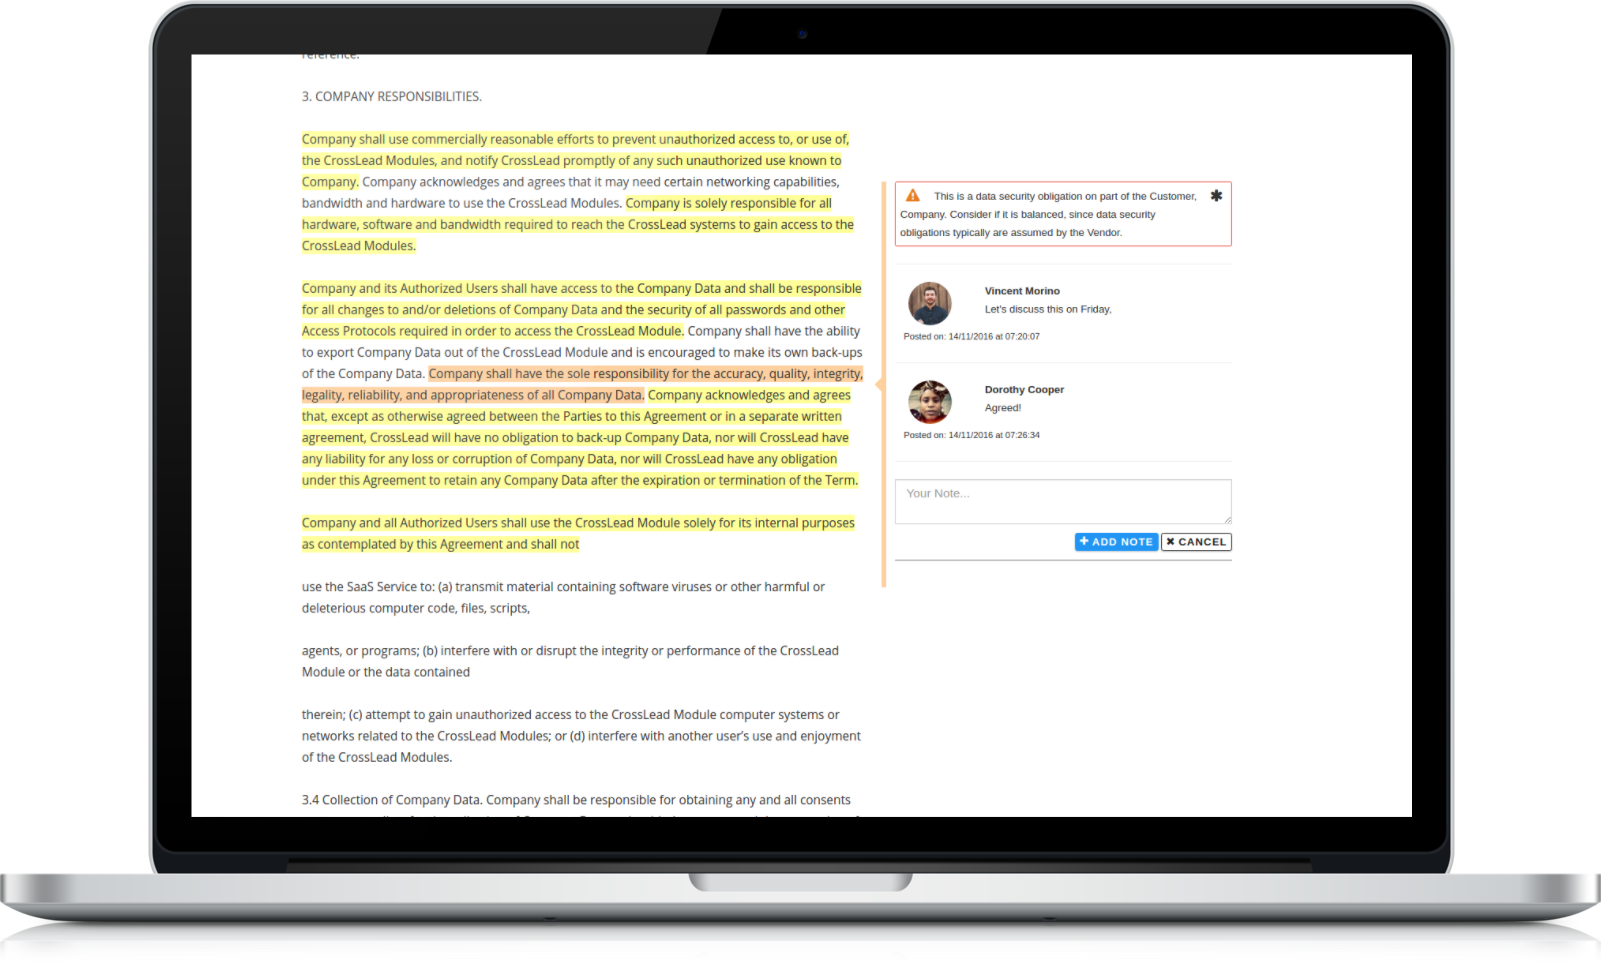 reference.
3. COMPANY RESPONSIBILITIES.
Company shall use commercially reasonable efforts to prevent unauthorized access to, or use of,
the CrossLead Modules, and notify CrossLead promptly of any such unauthorized use known to
Company. Company acknowledges and agrees that it may need certain networking capabilities,
bandwidth and hardware to use the CrossLead Modules. Company is solely responsible for all
hardware, software and bandwidth required to reach the CrossLead systems to gain access to the
CrossLead Modules.
Company and its Authorized Users shall have access to the Company Data and shall be responsible
for all changes to and/or deletions of Company Data and the security of all passwords and other
Access Protocols required in order to access the CrossLead Module. Company shall have the ability
to export Company Data out of the CrossLead Module and is encouraged to make its own back-ups
of the Company Data. Company shall have the sole responsibility for the accuracy, quality, integrity,
legality, reliability, and appropriateness of all Company Data. Company acknowledges and agrees
that, except as otherwise agreed between the Parties to this Agreement or in a separate written
agreement, CrossLead will have no obligation to back-up Company Data, nor will CrossLead have
any liability for any loss or corruption of Company Data, nor will CrossLead have any obligation
under this Agreement to retain any Company Data after the expiration or termination of the Term.
Company and all Authorized Users shall use the CrossLead Module solely for its internal purposes
as contemplated by this Agreement and shall not
use the SaaS Service to: (a) transmit material containing software viruses or other harmful or
deleterious computer code, files, scripts,
agents, or programs; (b) interfere with or disrupt the integrity or performance of the CrossLead
Module or the data contained
therein; (c) attempt to gain unauthorized access to the CrossLead Module computer systems or
networks related to the CrossLead Modules; or (d) interfere with another user's use and enjoyment
of the CrossLead Modules.
3.4 Collection of Company Data. Company shall be responsible for obtaining any and all consents
This is a data security obligation on part of the Customer,
Company. Consider if it is balanced, since data security
obligations typically are assumed by the Vendor.
Vincent Morino
Let's discuss this on Friday.
Posted on: 14/11/2016 at 07:20:07
Dorothy Cooper
Agreed!
Posted on: 14/11/2016 at 07:26:34
Your Note...
ADD NOTE
CANCEL